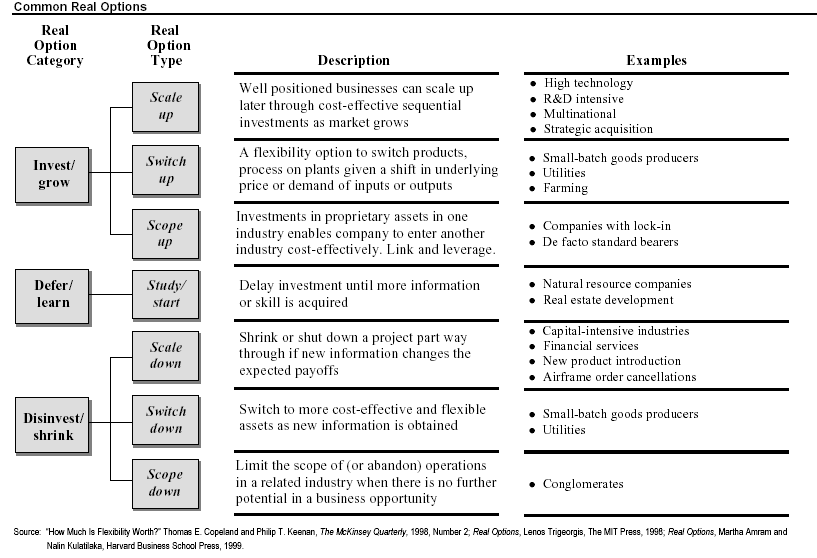 Common Real Options
Real
Option
Category
Real
Option
Type
Description
Examples
Invest/
grow
Scale
up
Well positioned businesses can scale up
later through cost-effective sequential
investments as market grows
● High technology
● R&D intensive
● Multinational
● Strategic acquisition
Switch
up
A flexibility option to switch products,
process on plants given a shift in underlying
price or demand of inputs or outputs
● Small-batch goods producers
● Utilities
● Farming
Scope
up
Investments in proprietary assets in one
industry enables company to enter another
industry cost-effectively. Link and leverage.
● Companies with lock-in
● De facto standard bearers
Defer/
learn
Study/
start
Delay investment until more information
or skill is acquired
● Natural resource companies
● Real estate development
Disinvest/
shrink
Scale
down
Shrink or shut down a project part way
through if new information changes the
expected payoffs
● Capital-intensive industries
● Financial services
● New product introduction
● Airframe order cancellations
Switch
down
Switch to more cost-effective and flexible
assets as new information is obtained
● Small-batch goods producers
● Utilities
Scope
down
Limit the scope of (or abandon) operations
in a related industry when there is no further
potential in a business opportunity
● Conglomerates
Source: "How Much Is Flexibility Worth?" Thomas E. Copeland and Philip T. Keenan, The McKinsey Quarterly, 1998, Number 2; Real Options, Lenos Trigeorgis, The MIT Press, 1998; Real Options, Martha Amram and
Nalin Kulatilaka, Harvard Business School Press, 1999.